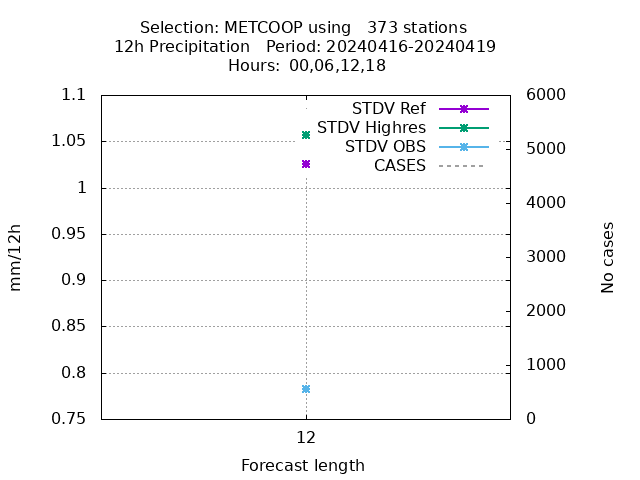 Selection: METCOOP using   373 stations
12h Precipitation   Period: 20240416-20240419
Hours: 00,06,12,18
1.1
1.05
1
0.95
0.9
0.85
0.8
0.75
mm/12h
STDV Ref
STDV Highres
STDV OBS
CASES
6000
5000
4000
3000
2000
1000
0
No cases
12
Forecast length